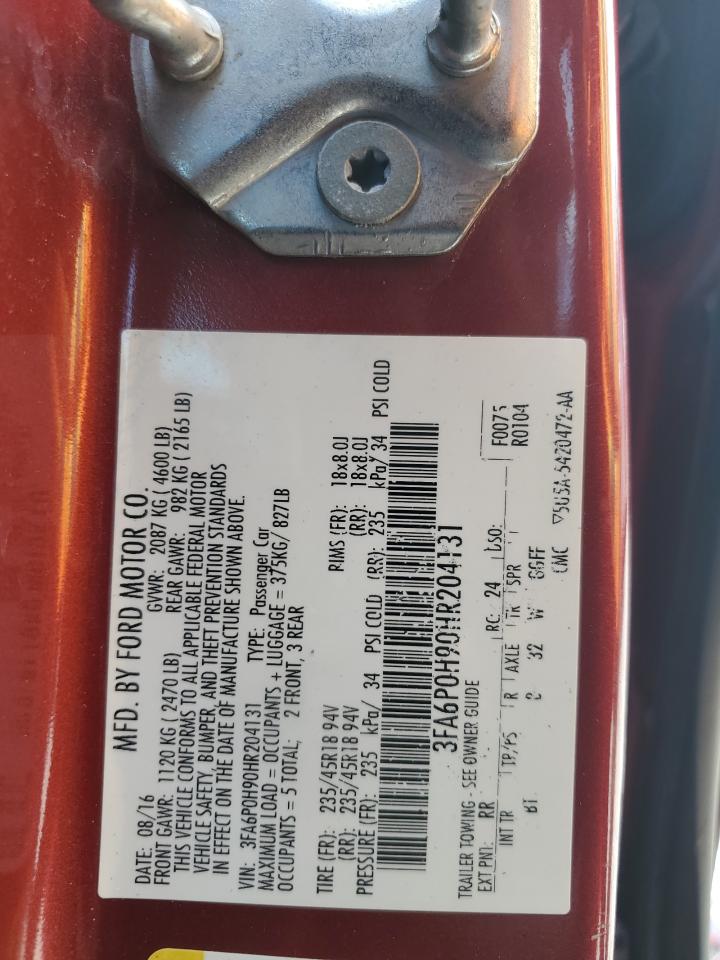 MFD. BY FORD MOTOR CO.
DATE: 08/16 GVWR: 2087 KG ( 4600 LB)
FRONT GAWR: 1120 KG ( 2470 LB) REAR GAWR: 982 KG ( 2165 LB)
THIS VEHICLE CONFORMS TO ALL APPLICABLE FEDERAL MOTOR
VEHICLE SAFETY, BUMPER, AND THEFT PREVENTION STANDARDS
IN EFFECT ON THE DATE OF MANUFACTURE SHOWN ABOVE.
VIN: 3FA6P0H90HR204131 TYPE: Passenger Car
MAXIMUM LOAD = OCCUPANTS + LUGGAGE = 375KG/ 827LB
OCCUPANTS = 5 TOTAL; 2 FRONT, 3 REAR
TIRE (FR): 235/45R18 94V RIMS (FR): 18x8.0J
(RR): 235/45R18 94V (RR): 18x8.0J
PRESSURE (FR): 235 kPa/ 34 PSI COLD (RR): 235 kPa/ 34 PSI COLD
3FA6P0H90HR204131
TRAILER TOWING - SEE OWNER GUIDE
EXT PNT: RR RC: 24 DSO: F0075
R0104
INT TR TP/PS R AXLE TR SPR
32 W